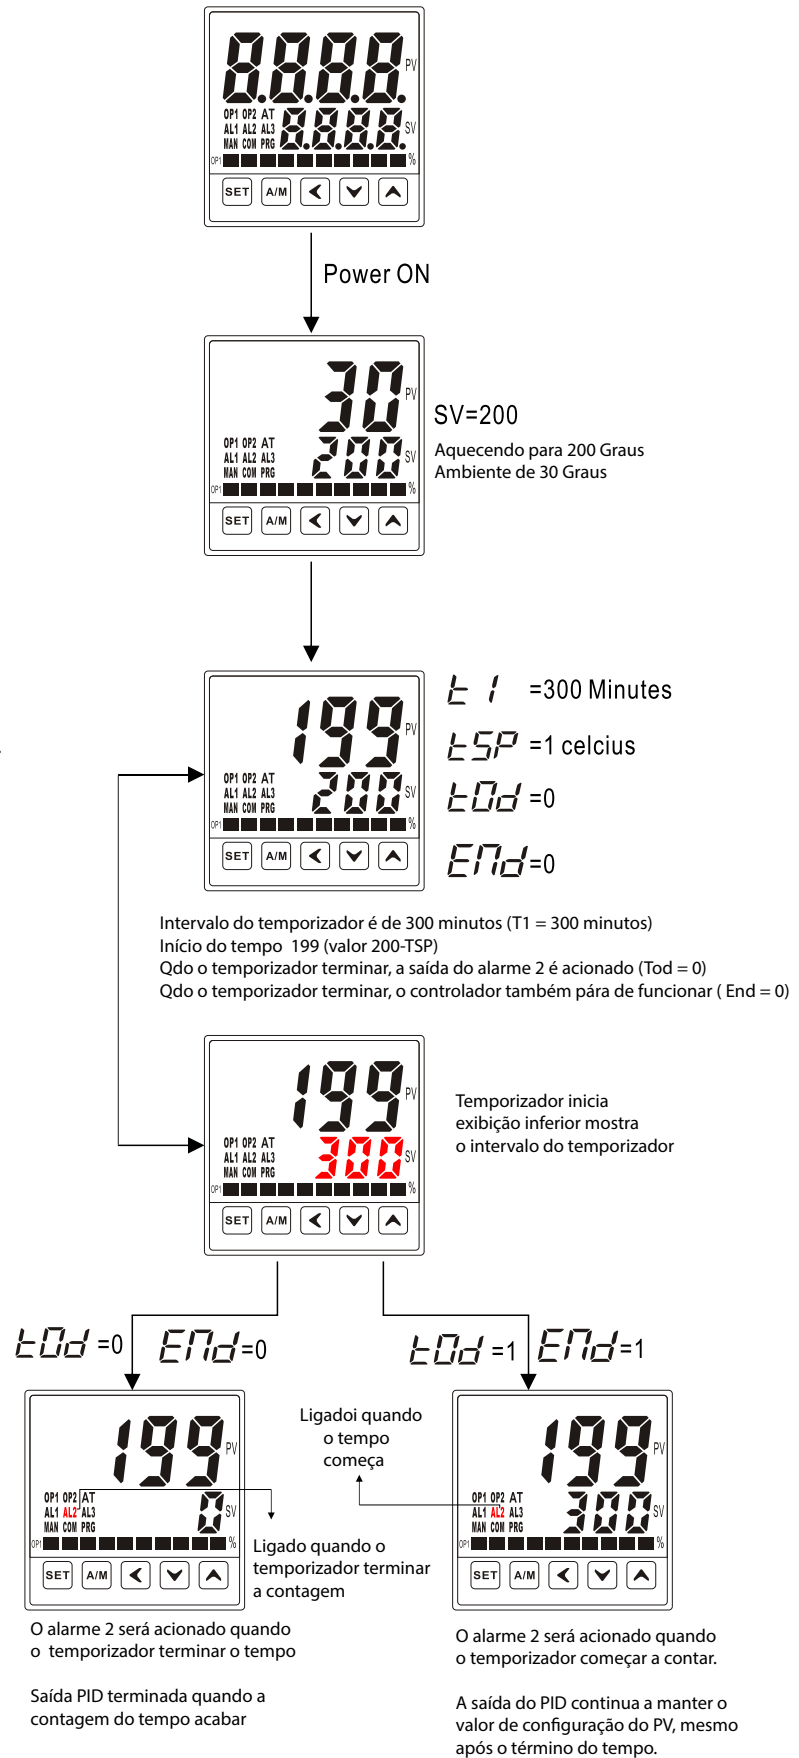 8.8.8.8. PV
OP1 OP2 AT
AL1 AL2 AL3 8.8.8.8. SV
MAN COM PRG
OP1 %
SET A/M
Power ON
30 PV
SV=200
Aquecendo para 200 Graus
Ambiente de 30 Graus
OP1 OP2 AT
AL1 AL2 AL3 200 SV
MAN COM PRG
OP1 %
SET A/M
199 PV
OP1 OP2 AT
AL1 AL2 AL3 200 SV
MAN COM PRG
OP1 %
SET A/M
t1 =300 Minutes
tSP =1 celcius
t0d =0
End=0
Intervalo do temporizador é de 300 minutos (T1 = 300 minutos)
Início do tempo 199 (valor 200-TSP)
Qdo o temporizador terminar, a saída do alarme 2 é acionado (Tod = 0)
Qdo o temporizador terminar, o controlador também pára de funcionar ( End = 0)
199 PV
OP1 OP2 AT
AL1 AL2 AL3 300 SV
MAN COM PRG
OP1 %
SET A/M
Temporizador inicia
exibição inferior mostra
o intervalo do temporizador
t0d =0 End=0
t0d =1 End=1
199 PV
OP1 OP2 AT
AL1 AL2 AL3 0 SV
MAN COM PRG
OP1 %
SET A/M
Ligado quando o
temporizador terminar
a contagem
Ligadoi quando
o tempo
começa
199 PV
OP1 OP2 AT
AL1 AL2 AL3 300 SV
MAN COM PRG
OP1 %
SET A/M
O alarme 2 será acionado quando
o temporizador terminar o tempo
Saída PID terminada quando a
contagem do tempo acabar
O alarme 2 será acionado quando
o temporizador começar a contar.
A saída do PID continua a manter o
valor de configuração do PV, mesmo
após o término do tempo.